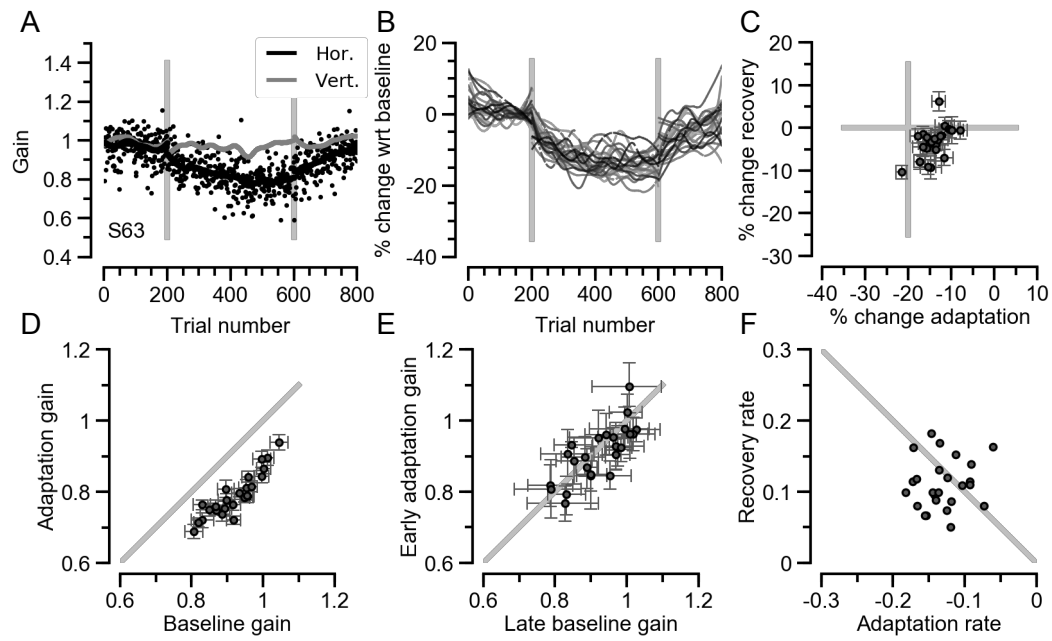 A
B
C
Gain
1.4
1.2
1
0.8
0.6
0.4
Hor.
Vert.
S63
0 200 400 600 800
Trial number
% change wrt baseline
20
0
-20
-40
0 200 400 600 800
Trial number
% change recovery
20
10
0
-10
-20
-30
-40 -30 -20 -10 0 10
% change adaptation
D
E
F
Adaptation gain
1.2
1
0.8
0.6
0.6 0.8 1 1.2
Baseline gain
Early adaptation gain
1.2
1
0.8
0.6
0.6 0.8 1 1.2
Late baseline gain
Recovery rate
0.3
0.2
0.1
0
-0.3 -0.2 -0.1 0
Adaptation rate